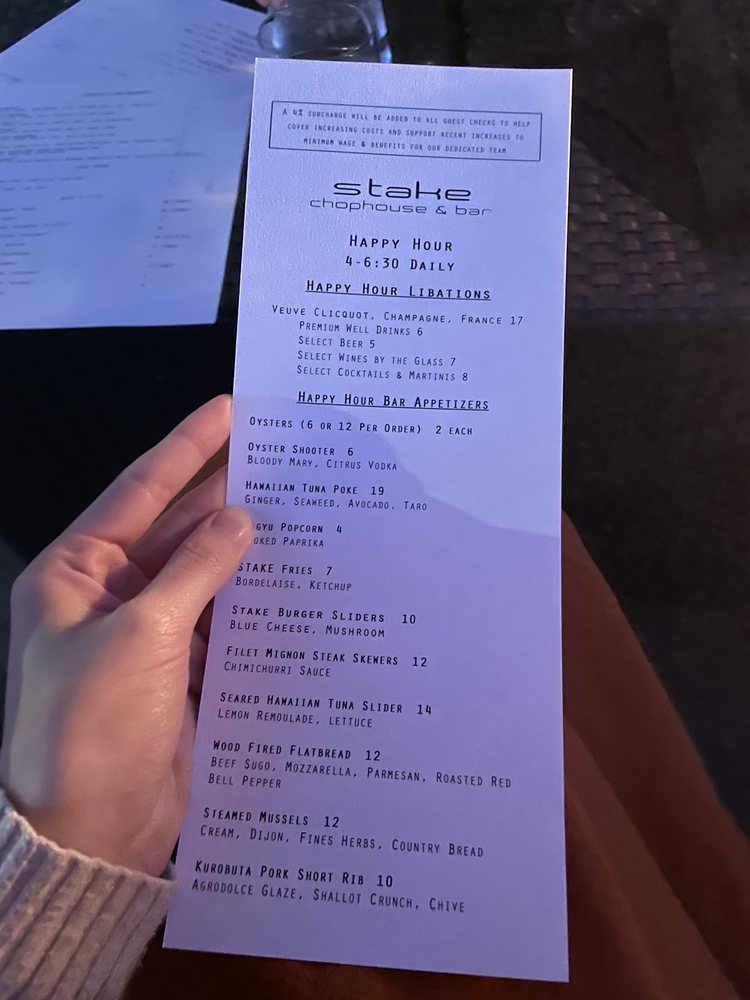 A 4% SURCHARGE WILL BE ADDED TO ALL GUEST CHECKS TO HELP
COVER INCREASING COSTS AND SUPPORT RECENT INCREASES TO
MINIMUM WAGE & BENEFITS FOR OUR DEDICATED TEAM
stake
chophouse & bar
HAPPY HOUR
4-6:30 DAILY
HAPPY HOUR LIBATIONS
VEUVE CLICQUOT, CHAMPAGNE, FRANCE 17
PREMIUM WELL DRINKS 6
SELECT BEER 5
SELECT WINES BY THE GLASS 7
SELECT COCKTAILS & MARTINIS 8
HAPPY HOUR BAR APPETIZERS
OYSTERS (6 OR 12 PER ORDER) 2 EACH
OYSTER SHOOTER 6
BLOODY MARY, CITRUS VODKA
HAWAIIAN TUNA POKE 19
GINGER, SEAWEED, AVOCADO, TARO
GYU POPCORN 4
OKED PAPRIKA
STAKE FRIES 7
BORDELAISE, KETCHUP
STAKE BURGER SLIDERS 10
BLUE CHEESE, MUSHROOM
FILET MIGNON STEAK SKEWERS 12
CHIMICHURRI SAUCE
SEARED HAWAIIAN TUNA SLIDER 14
LEMON REMOULADE, LETTUCE
WOOD FIRED FLATBREAD 12
BEEF SUGO, MOZZARELLA, PARMESAN, ROASTED RED
BELL PEPPER
STEAMED MUSSELS 12
CREAM, DIJON, FINES HERBS, COUNTRY BREAD
KUROBUTA PORK SHORT RIB 10
AGRODOLCE GLAZE, SHALLOT CRUNCH, CHIVE